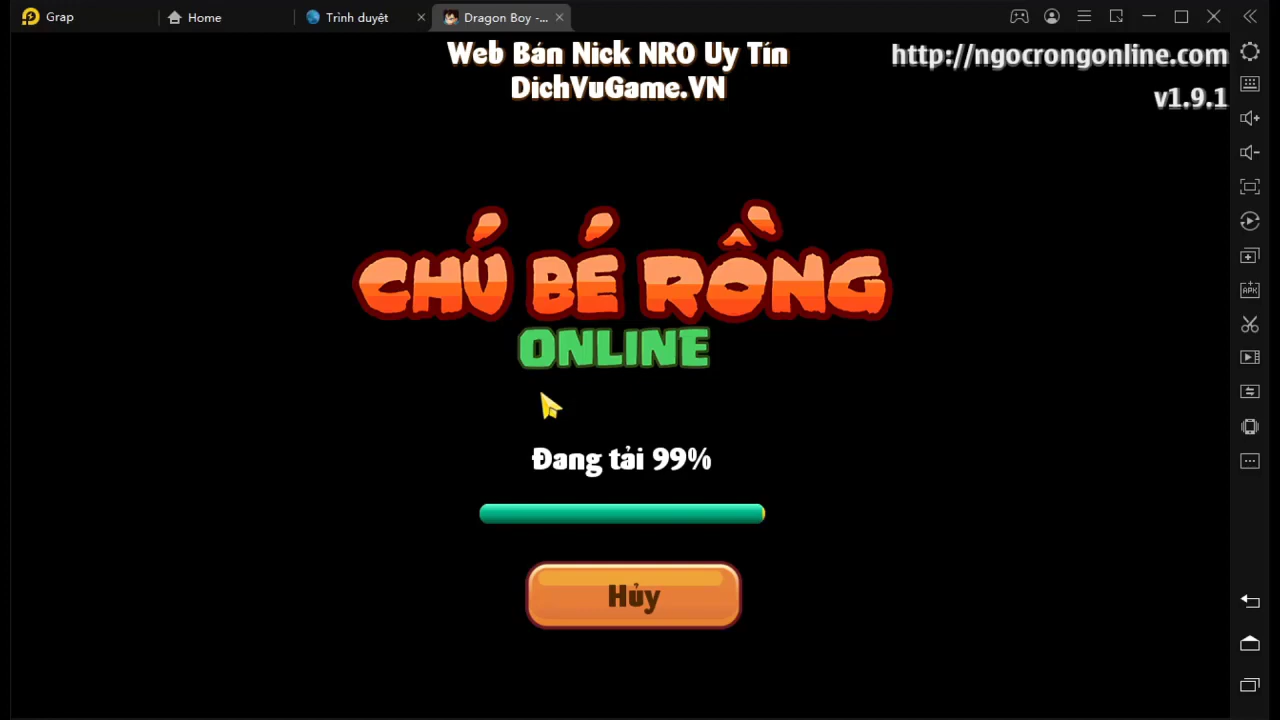 Grap
Home
Trình duyệt
Dragon Boy -...
Web Bán Nick NRO Uy Tín
DichVuGame.VN
http://ngocrongonline.com
v1.9.1
CHÚ BÉ RỒNG
ONLINE
Đang tải 99%
Hủy
APK